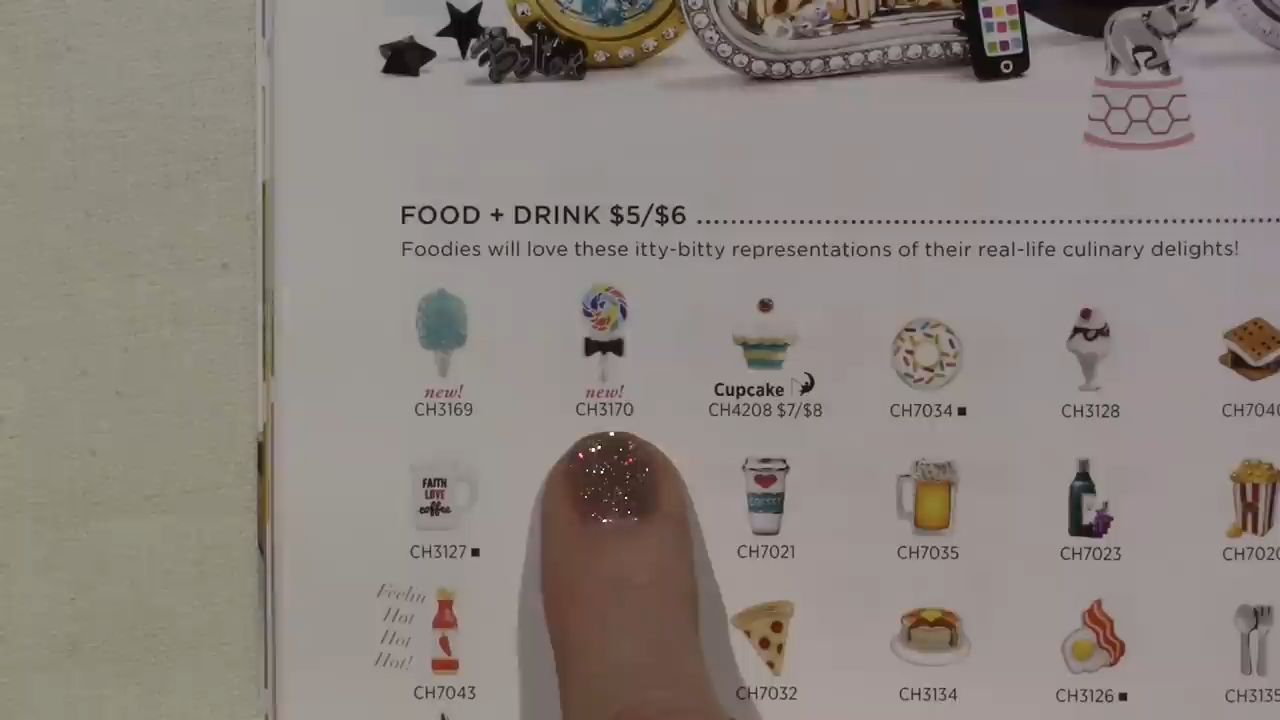 Believe
FOOD + DRINK $5/$6
Foodies will love these itty-bitty representations of their real-life culinary delights!
new!
CH3169
new!
CH3170
Cupcake
CH4208 $7/$8
CH7034
CH3128
FAITH
LOVE
coffee
CH3127
CH7021
CH7035
CH7023
Feelin
Hot
Hot
Hot!
CH7043
CH7032
CH3134
CH3126
CH3135